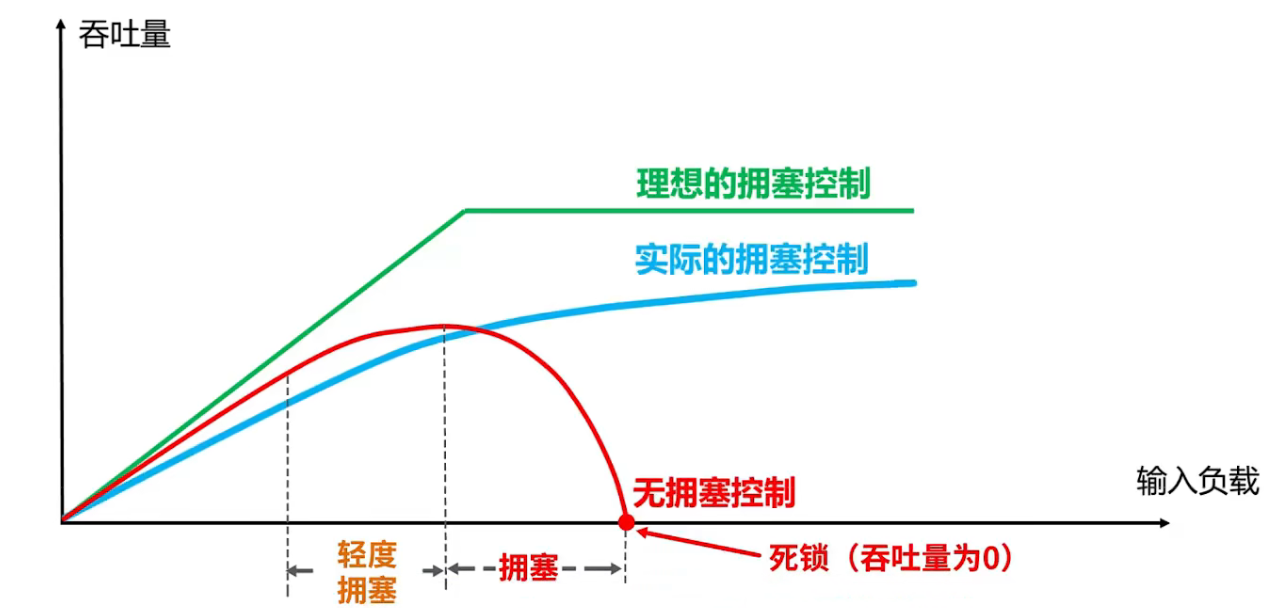 吞吐量
理想的拥塞控制
实际的拥塞控制
无拥塞控制
输入负载
死锁（吞吐量为0）
轻度
拥塞
拥塞